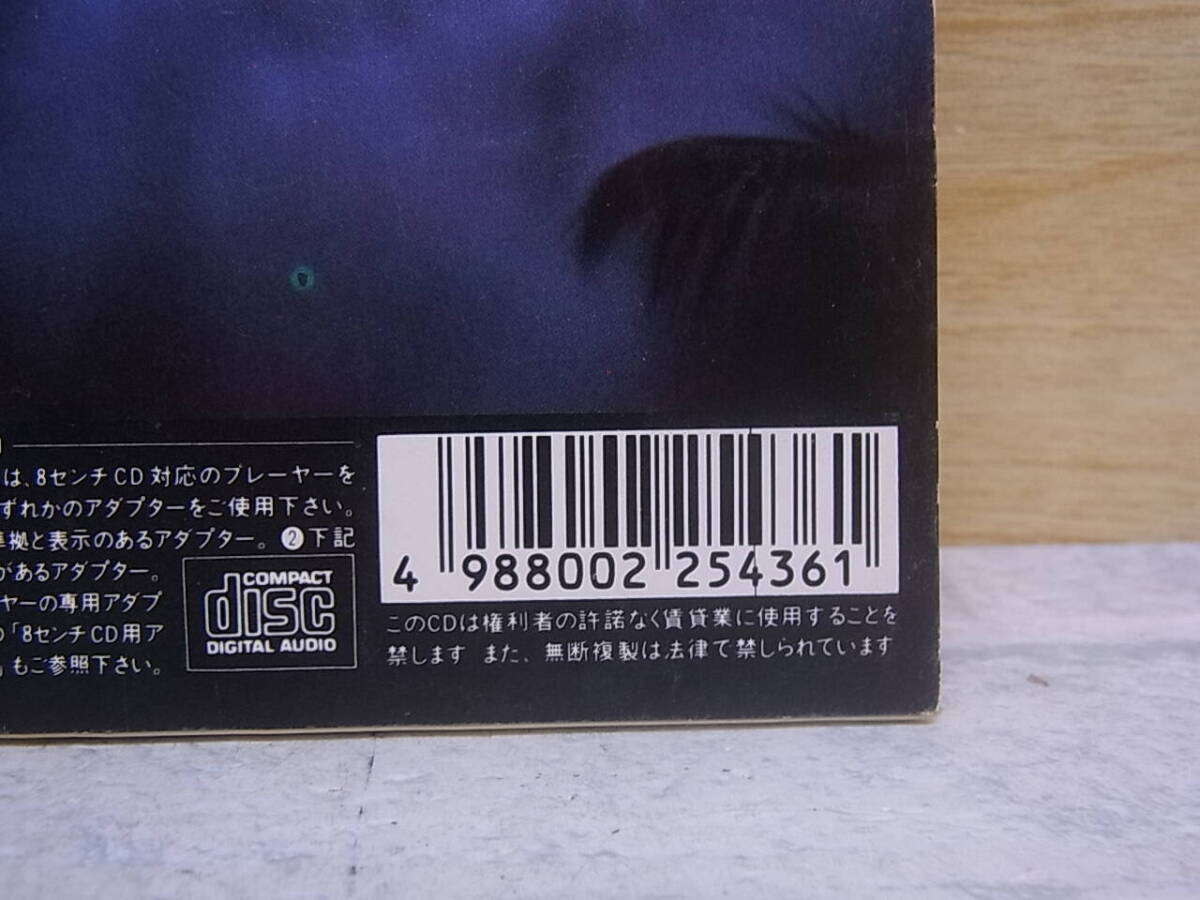 は、8センチCD対応のプレーヤーを
ずれかのアダプターをご使用下さい。
準拠と表示のあるアダプター。❷下記
があるアダプター。
ヤーの専用アダプ
の「8センチCD用ア
もご参照下さい。
COMPACT
disc
DIGITAL AUDIO
4 988002 254361
このCDは権利者の許諾なく賃貸業に使用することを
禁します また、無断複製は法律で禁じられています